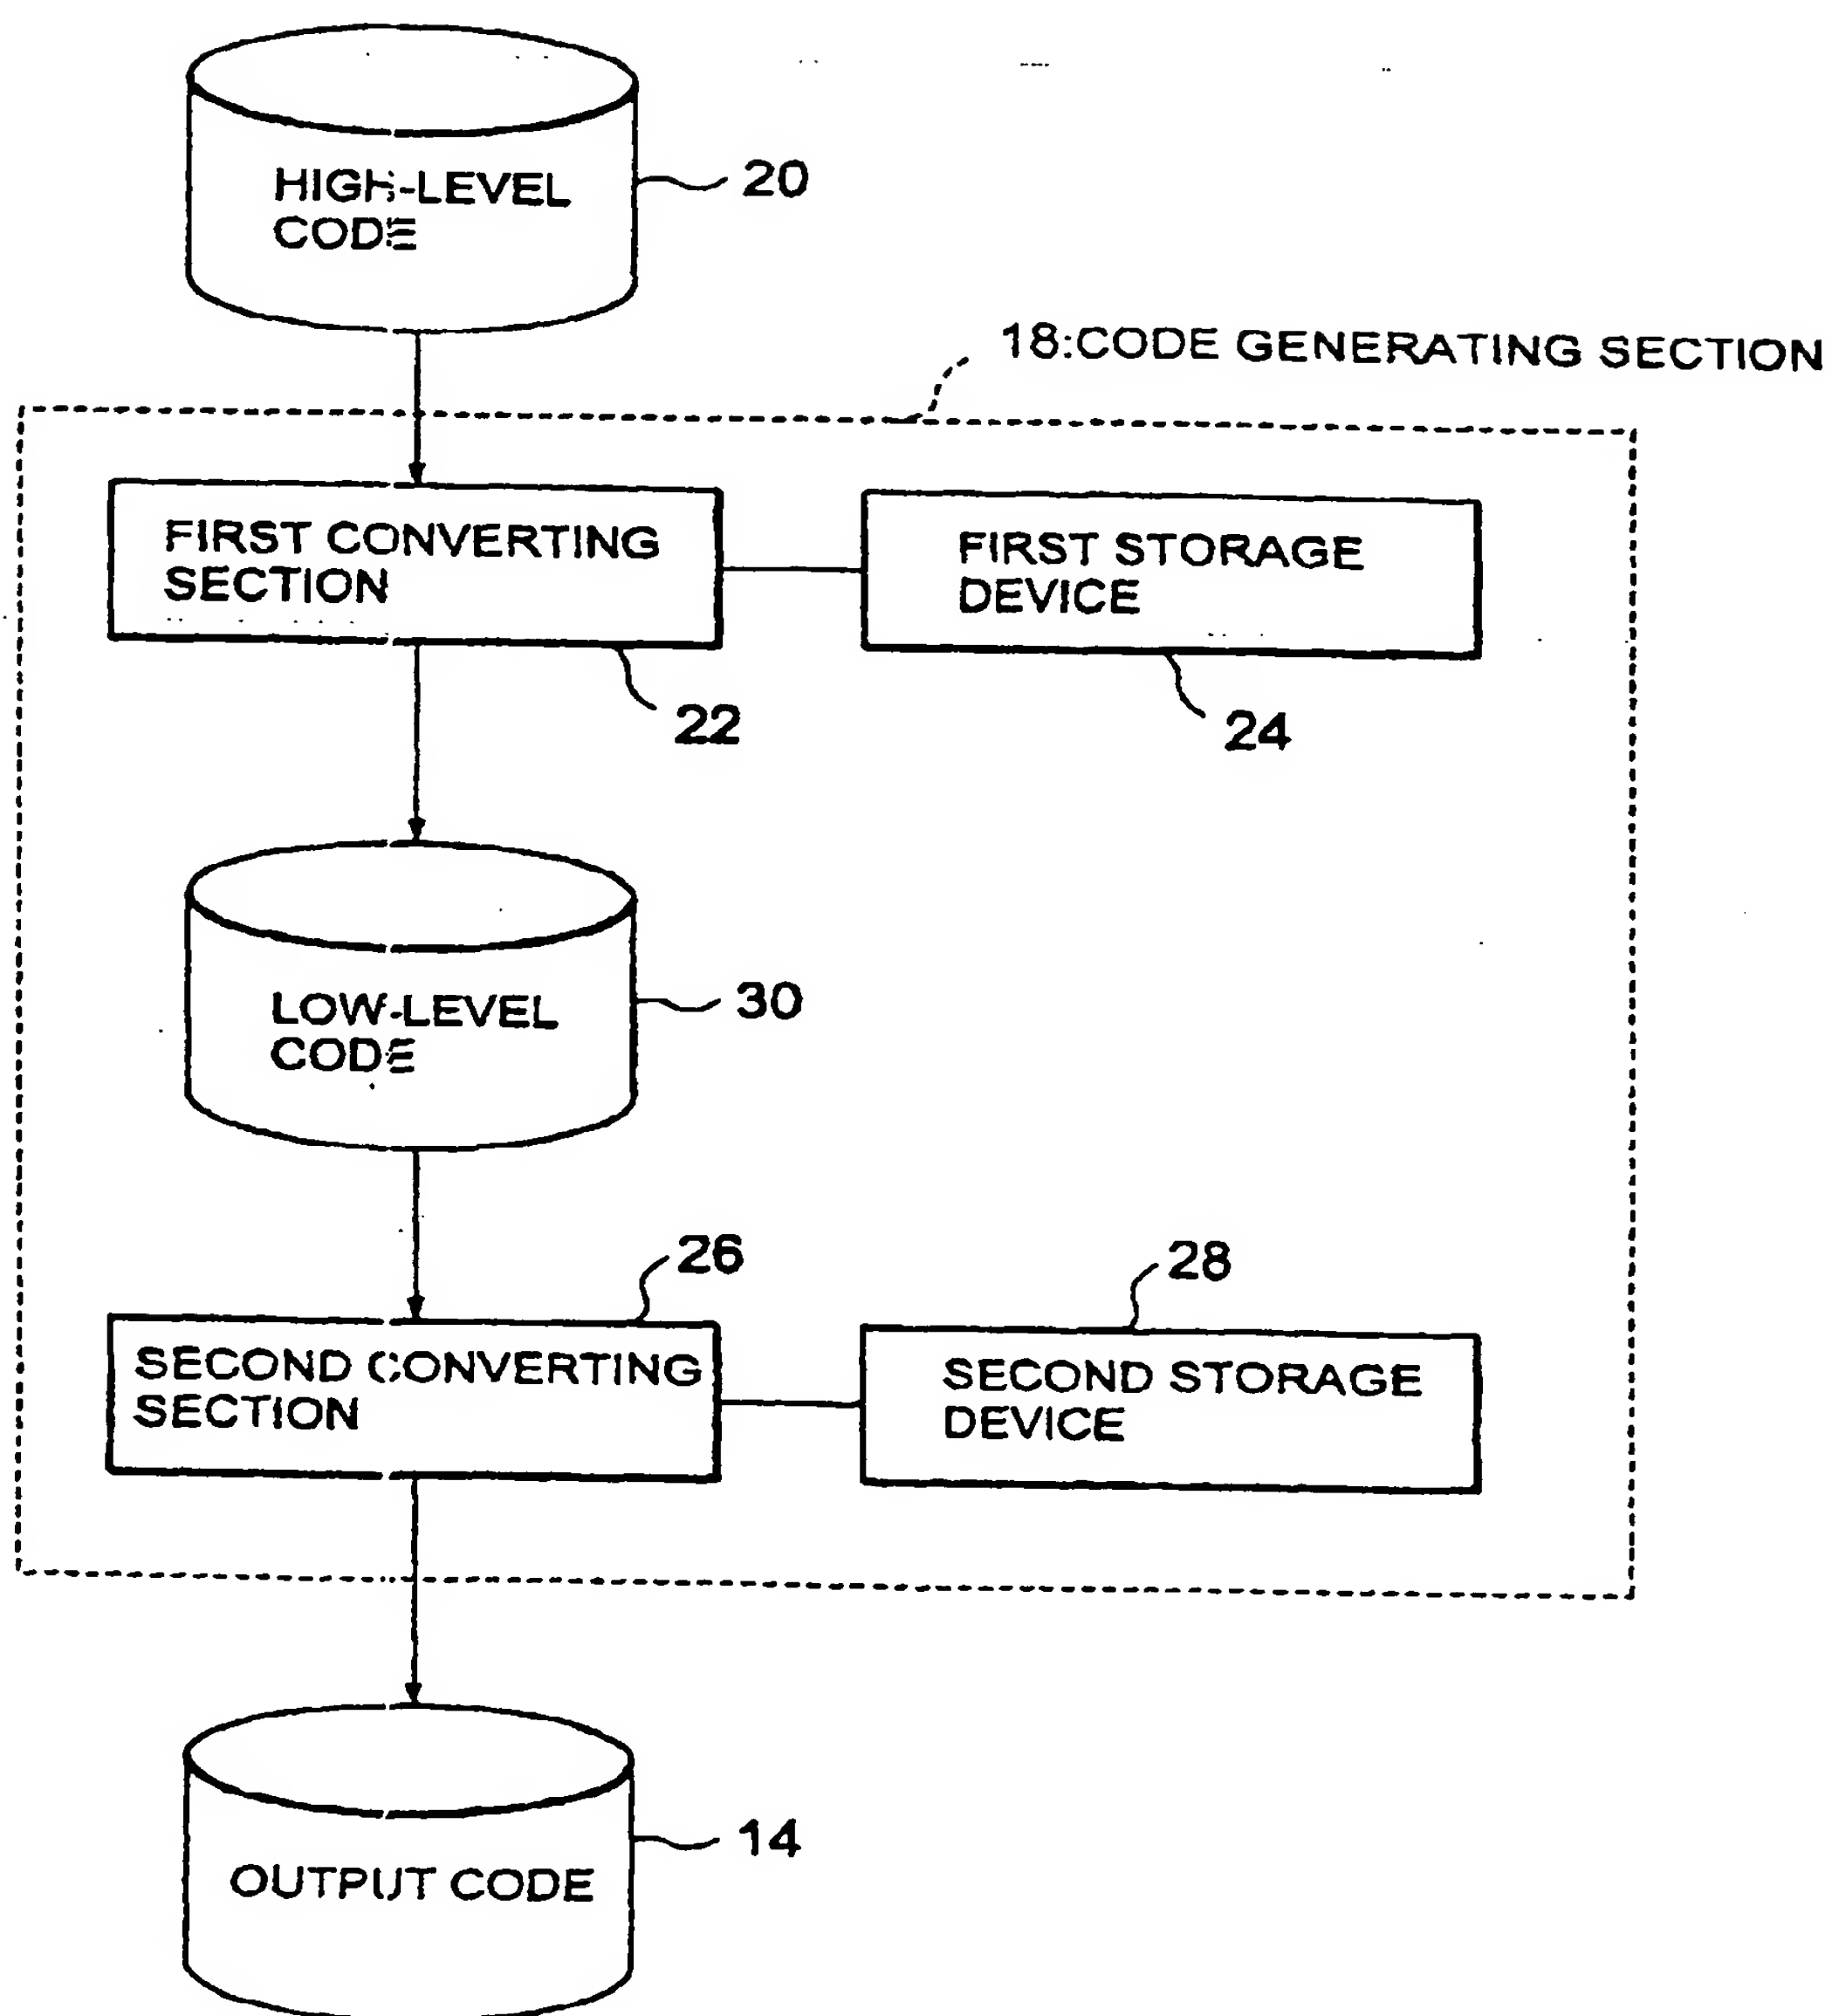 HIGH-LEVEL
CODE
20
18:CODE GENERATING SECTION
FIRST CONVERTING
SECTION
FIRST STORAGE
DEVICE
22
24
LOW-LEVEL
CODE
30
26
28
SECOND CONVERTING
SECTION
SECOND STORAGE
DEVICE
14
OUTPUT CODE